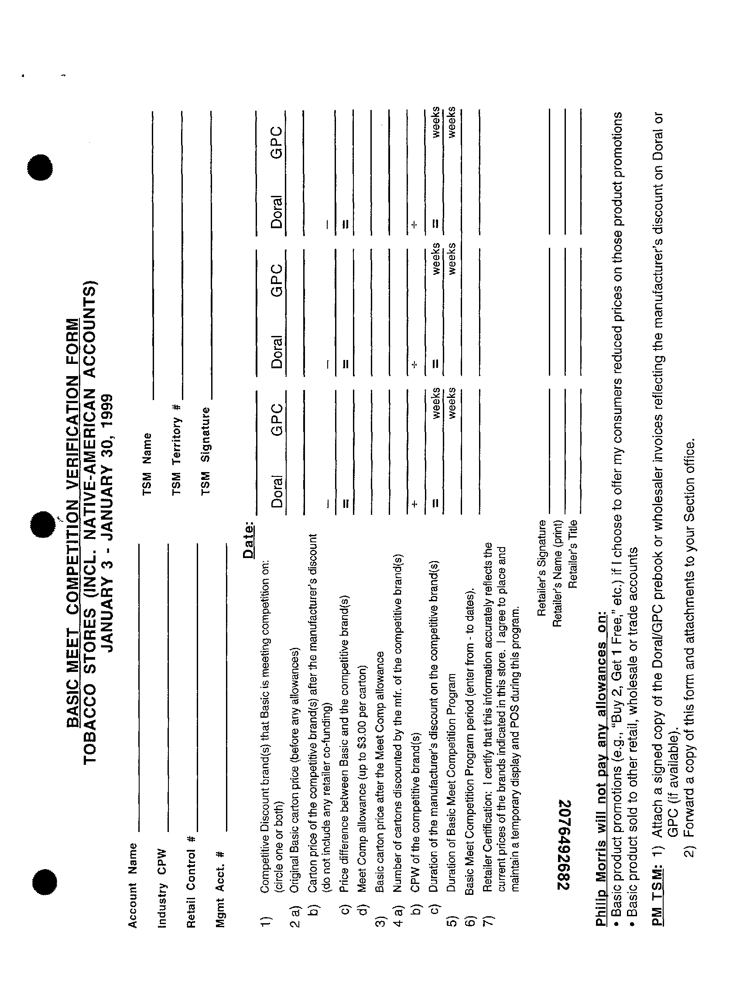 BASIC MEET COMPETITION VERIFICATION FORM
TOBACCO STORES (INCL. NATIVE-AMERICAN ACCOUNTS)
JANUARY 3 - JANUARY 30, 1999
Account Name
TSM Name
Industry CPW
TSM Territory #
Retail Control #
TSM Signature
Mgmt Acct. #
Date:
1) Competitive Discount brand(s) that Basic is meeting competition on: Doral GPC Doral GPC Doral GPC
(circle one or both)
2 a) Original Basic carton price (before any allowances)
b) Carton price of the competitive brand(s) after the manufacturer's discount
(do not include any retailer co-funding) – – –
c) Price difference between Basic and the competitive brand(s) = = =
d) Meet Comp allowance (up to $3.00 per carton)
3) Basic carton price after the Meet Comp allowance
4 a) Number of cartons discounted by the mfr. of the competitive brand(s)
b) CPW of the competitive brand(s) ÷ ÷ ÷
c) Duration of the manufacturer's discount on the competitive brand(s) = weeks = weeks = weeks
5) Duration of Basic Meet Competition Program weeks weeks weeks
6) Basic Meet Competition Program period (enter from - to dates).
7) Retailer Certification: I certify that this information accurately reflects the
current prices of the brands indicated in this store. I agree to place and
maintain a temporary display and POS during this program.
Retailer's Signature
Retailer's Name (print)
Retailer's Title
2076492682
Philip Morris will not pay any allowances on:
• Basic product promotions (e.g., "Buy 2, Get 1 Free," etc.) if I choose to offer my consumers reduced prices on those product promotions
• Basic product sold to other retail, wholesale or trade accounts
PM TSM: 1) Attach a signed copy of the Doral/GPC prebook or wholesaler invoices reflecting the manufacturer's discount on Doral or
GPC (if available).
2) Forward a copy of this form and attachments to your Section office.